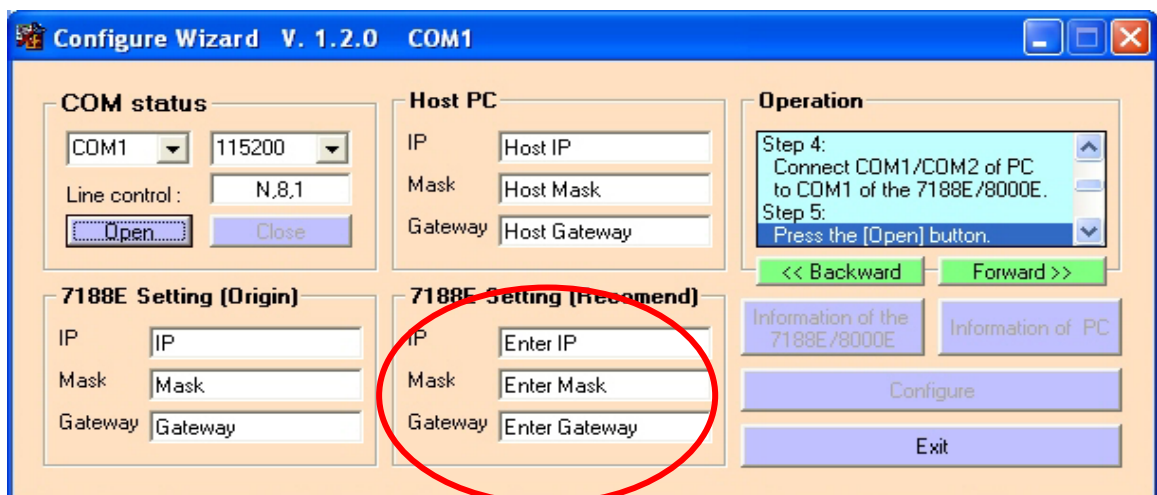 Configure Wizard V. 1.2.0 COM1
COM status
COM1 115200
Line control : N,8,1
Open Close
Host PC
IP Host IP
Mask Host Mask
Gateway Host Gateway
Operation
Step 4:
Connect COM1/COM2 of PC
to COM1 of the 7188E/8000E.
Step 5:
Press the [Open] button.
<< Backward Forward >>
7188E Setting (Origin)
IP IP
Mask Mask
Gateway Gateway
7188E Setting (Recomend)
IP Enter IP
Mask Enter Mask
Gateway Enter Gateway
Information of the
7188E/8000E
Information of PC
Configure
Exit